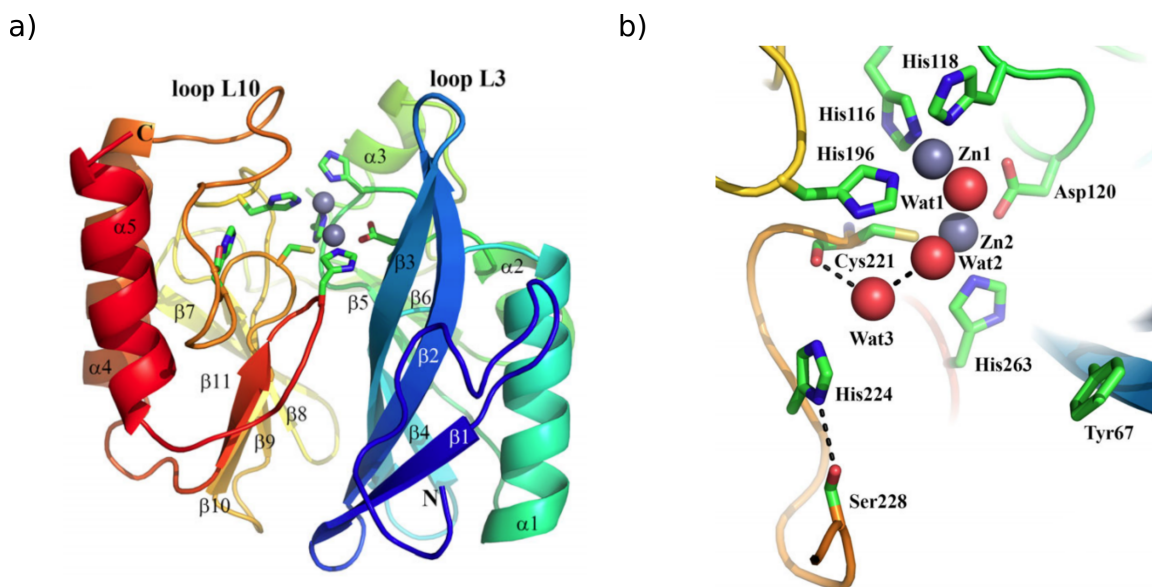 a)
loop L10
loop L3
C
α3
α5
α2
β3
β7
β5
β6
α4
β11
β2
β8
β9
β4
β1
β10
N
α1
b)
His118
His116
His196
Zn1
Wat1
Asp120
Cys221
Zn2
Wat2
Wat3
His263
His224
Tyr67
Ser228